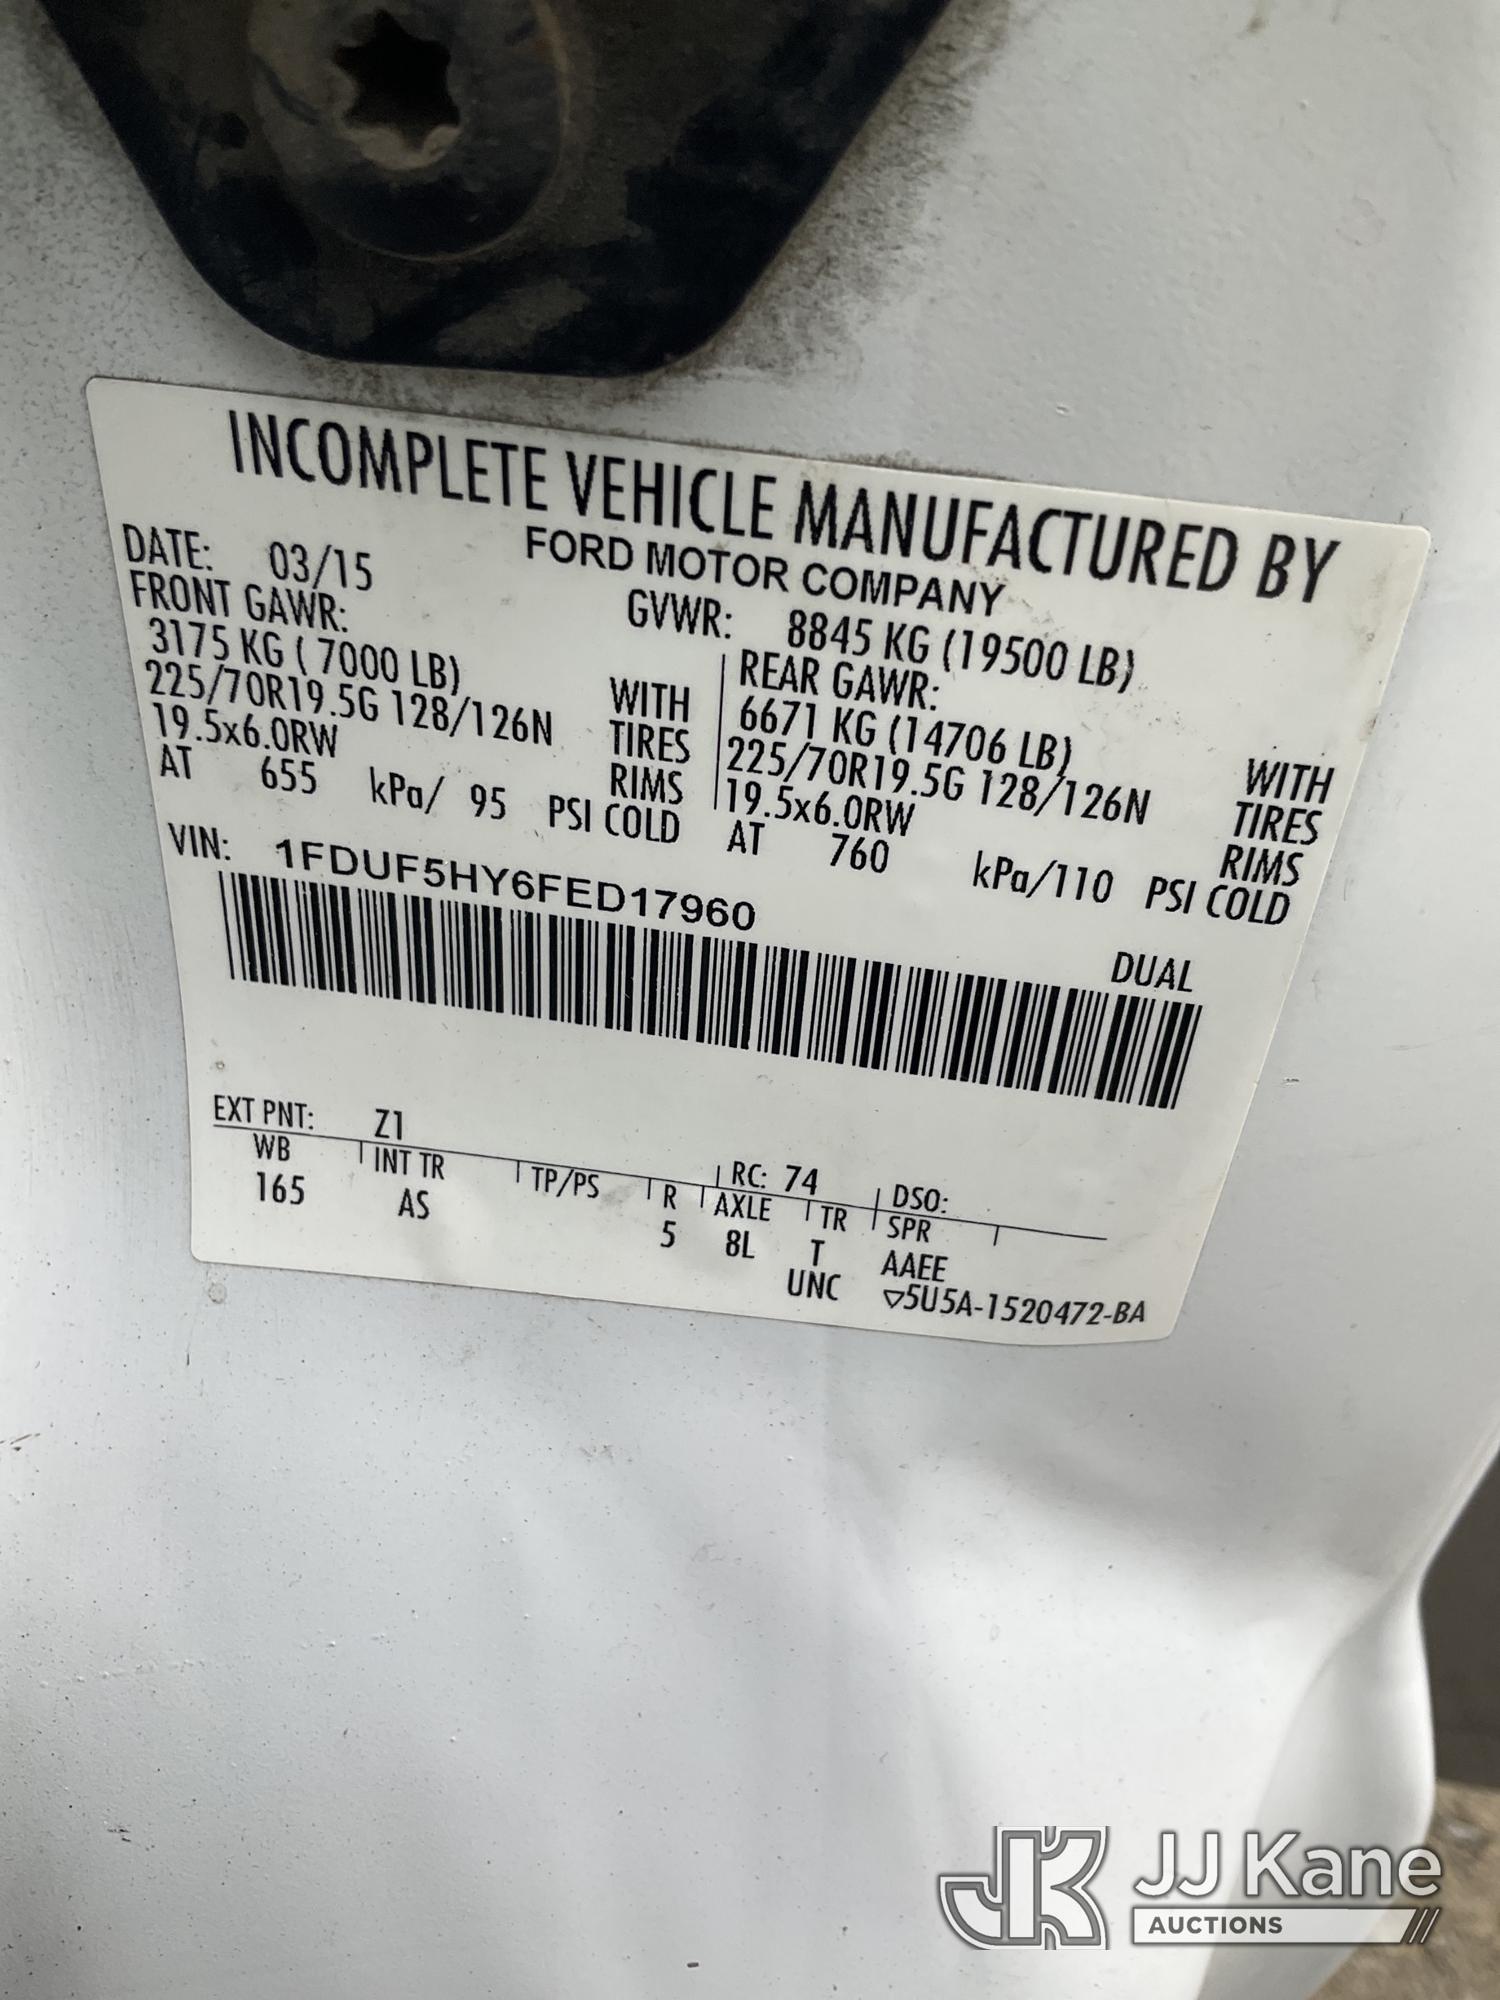 INCOMPLETE VEHICLE MANUFACTURED BY
FORD MOTOR COMPANY
DATE: 03/15
GVWR: 8845 KG (19500 LB)
FRONT GAWR:
3175 KG ( 7000 LB)
225/70R19.5G 128/126N
19.5x6.0RW
AT 655 kPa/ 95 PSI COLD
WITH
TIRES
RIMS
REAR GAWR:
6671 KG (14706 LB)
225/70R19.5G 128/126N
19.5x6.0RW
AT 760 kPa/110 PSI COLD
WITH
TIRES
RIMS
VIN: 1FDUF5HY6FED17960
DUAL
EXT PNT: Z1 RC: 74 DSO:
WB INT TR TP/PS R AXLE TR SPR
165 AS 5 8L T AAEE
UNC ▽5U5A-1520472-BA
JK JJ Kane
AUCTIONS